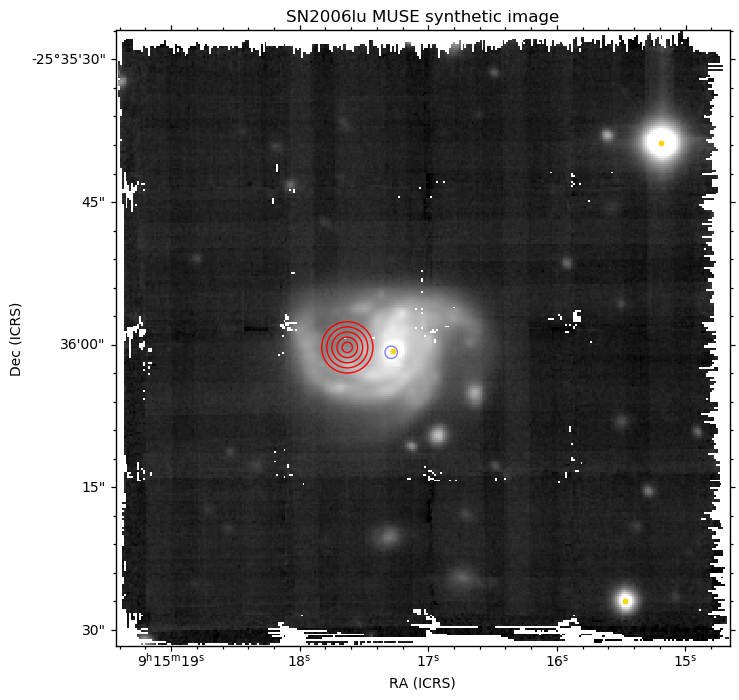 SN2006lu MUSE synthetic image
-25°35'30"
45"
36'00"
15"
30"
Dec (ICRS)
9ʰ15ᵐ19ˢ
18ˢ
17ˢ
16ˢ
15ˢ
RA (ICRS)